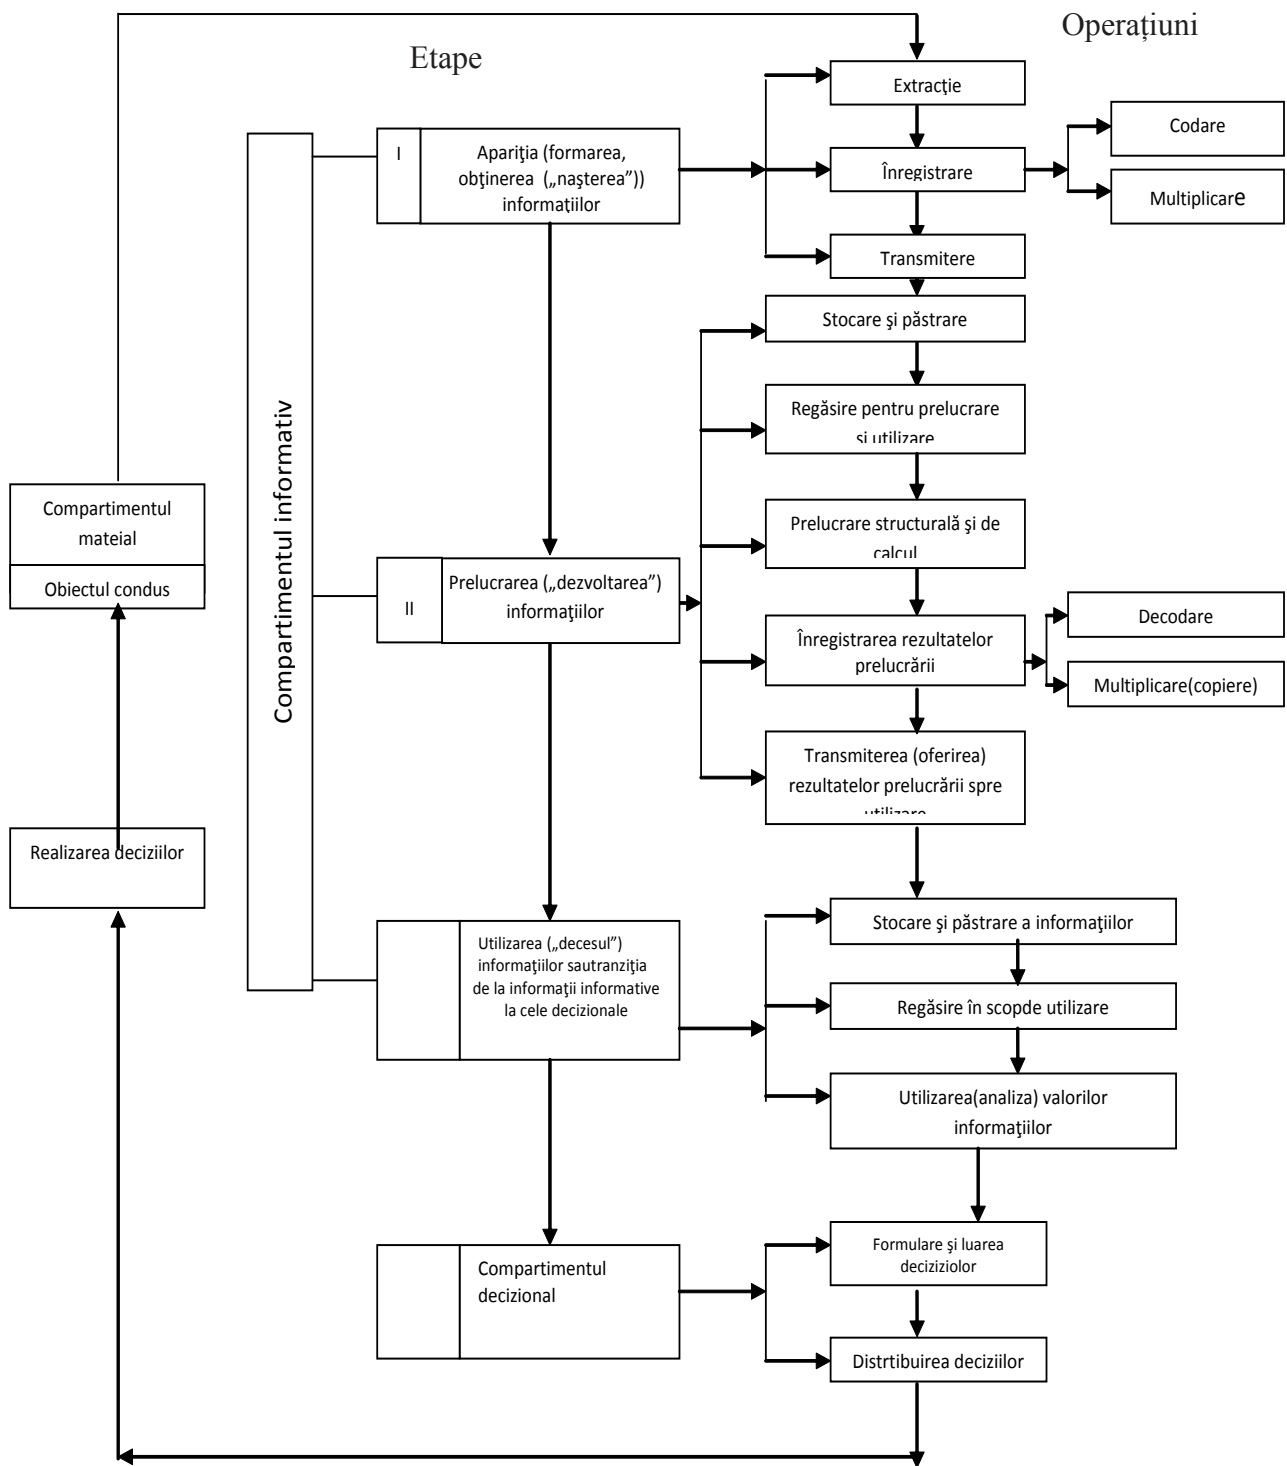 Operațiuni
Etape
Extracţie
Codare
I
Apariţia (formarea,
obţinerea („naşterea”))
informaţiilor
Înregistrare
Multiplicare
Transmitere
Stocare şi păstrare
Compartimentul informativ
Regăsire pentru prelucrare
şi utilizare
Compartimentul
mateial
Obiectul condus
Prelucrare structurală şi de
calcul
II
Prelucrarea („dezvoltarea”)
informaţiilor
Înregistrarea rezultatelor
prelucrării
Decodare
Multiplicare(copiere)
Transmiterea (oferirea)
rezultatelor prelucrării spre
utilizare
Realizarea deciziilor
Utilizarea („decesul”)
informaţiilor sautranziţia
de la informaţii informative
la cele decizionale
Stocare şi păstrare a informaţiilor
Regăsire în scopde utilizare
Utilizarea(analiza) valorilor
informaţiilor
Compartimentul
decizional
Formulare şi luarea
deciziziolor
Distrtibuirea deciziilor